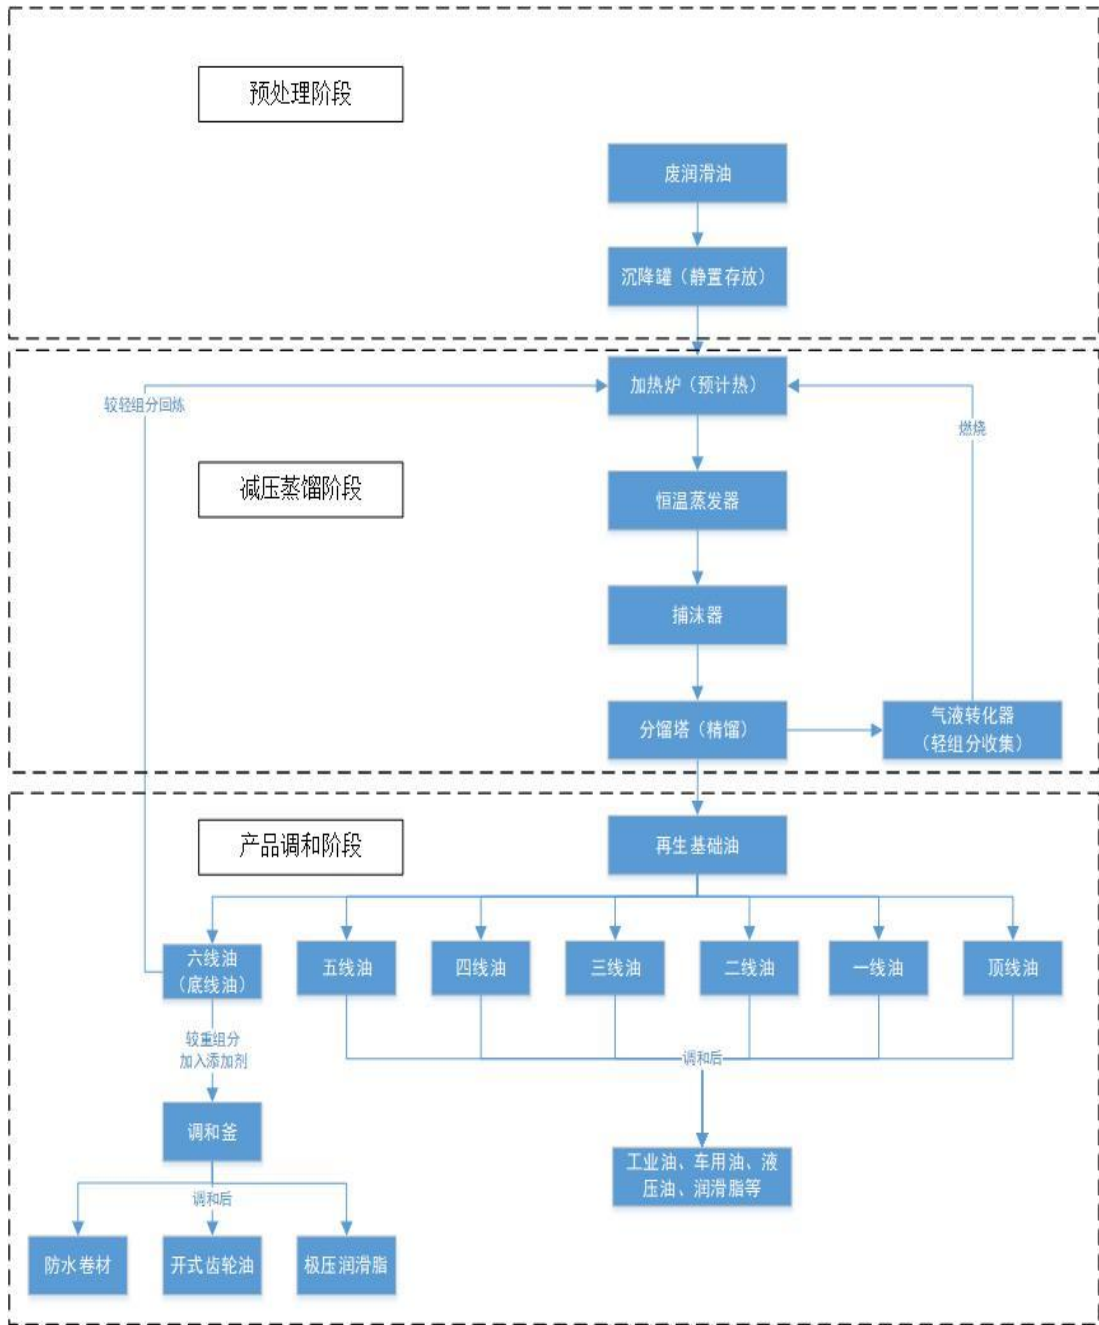 预处理阶段
废润滑油
沉降罐（静置存放）
加热炉（预计热）
较轻组分回炼
燃烧
减压蒸馏阶段
恒温蒸发器
捕沫器
分馏塔（精馏）
气液转化器
（轻组分收集）
产品调和阶段
再生基础油
六线油
（底线油）
五线油
四线油
三线油
二线油
一线油
顶线油
较重组分
加入添加剂
调和后
调和釜
工业油、车用油、液
压油、润滑脂等
调和后
防水卷材
开式齿轮油
极压润滑脂